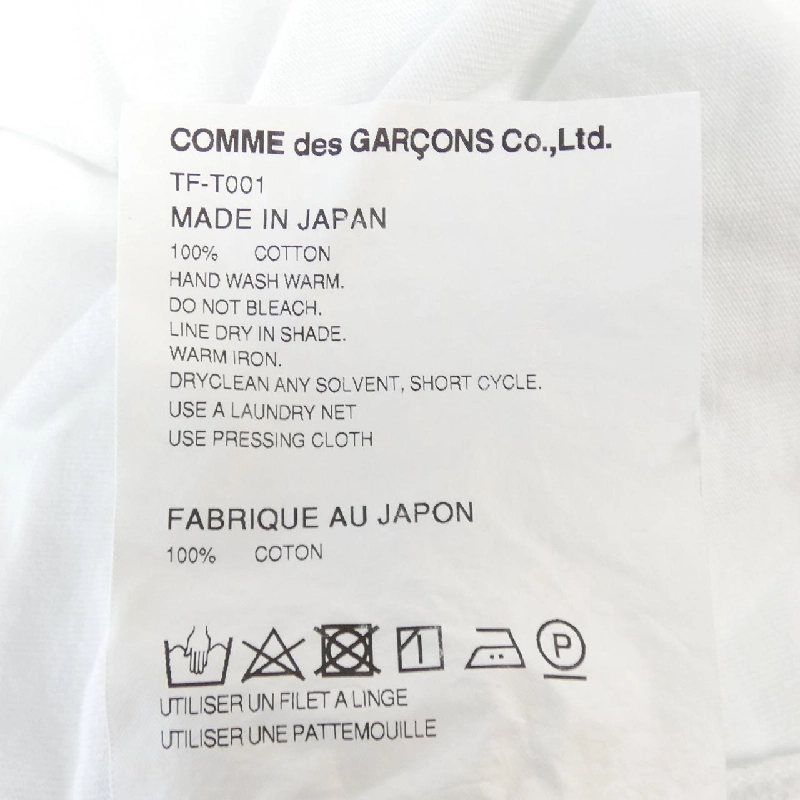 COMME des GARÇONS Co.,Ltd.
TF-T001
MADE IN JAPAN
100% COTTON
HAND WASH WARM.
DO NOT BLEACH.
LINE DRY IN SHADE.
WARM IRON.
DRYCLEAN ANY SOLVENT, SHORT CYCLE.
USE A LAUNDRY NET
USE PRESSING CLOTH
FABRIQUE AU JAPON
100% COTON
P
UTILISER UN FILET A LINGE
UTILISER UNE PATTEMOUILLE